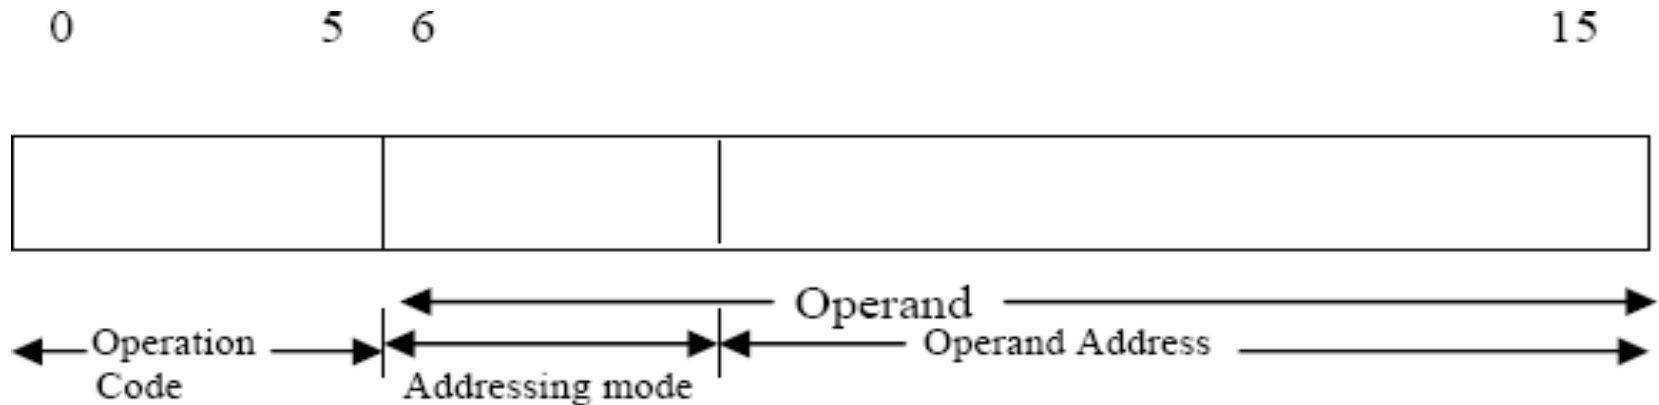 0 5 6 15
Operand
Operation Operand Address
Code Addressing mode